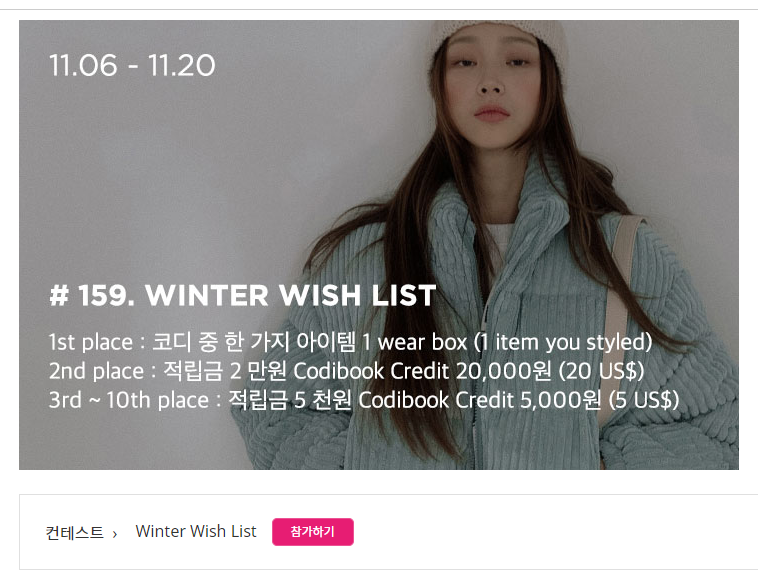 11.06 - 11.20
# 159. WINTER WISH LIST
1st place : 코디 중 한 가지 아이템 1 wear box (1 item you styled)
2nd place : 적립금 2 만원 Codibook Credit 20,000원 (20 US$)
3rd ~ 10th place : 적립금 5 천원 Codibook Credit 5,000원 (5 US$)
컨테스트 › Winter Wish List 참가하기